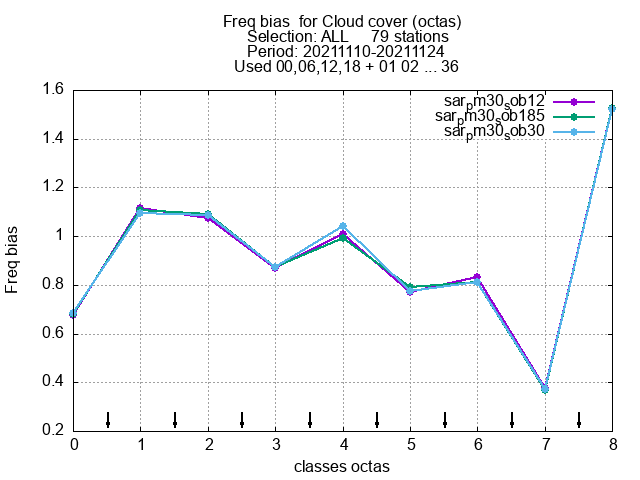 Freq bias  for Cloud cover (octas)
Selection: ALL     79 stations
Period: 20211110-20211124
Used 00,06,12,18 + 01 02 ... 36
sar_pm30_sob12
sar_pm30_sob185
sar_pm30_sob30
1.6
1.4
1.2
1
0.8
0.6
0.4
0.2
Freq bias
0 1 2 3 4 5 6 7 8
classes octas